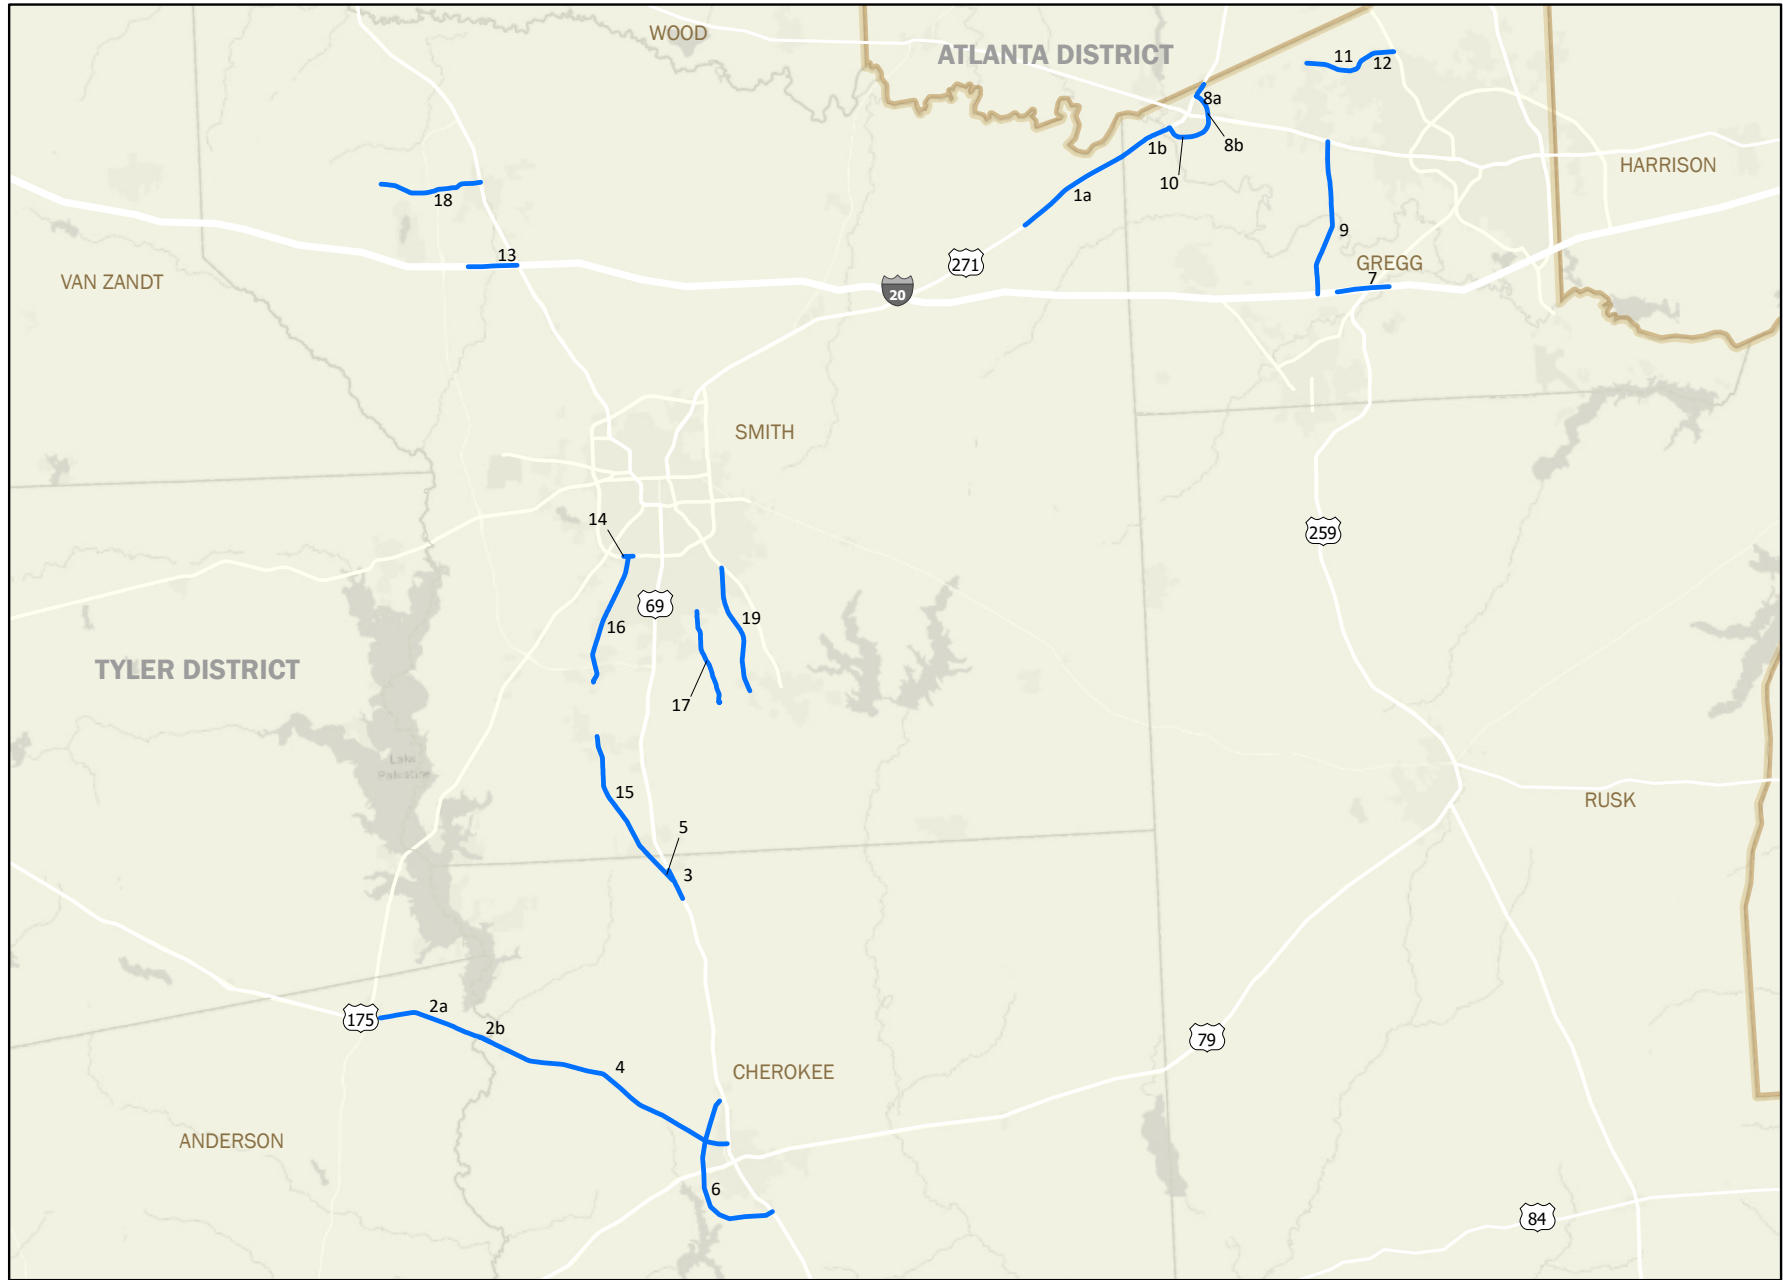 WOOD
ATLANTA DISTRICT
11
12
8a
8b
1b
10
1a
HARRISON
18
9
13
271
GREGG
VAN ZANDT
7
20
SMITH
14
259
69
16
19
TYLER DISTRICT
17
Lake
Palestine
15
RUSK
5
3
2a
175
2b
79
4
CHEROKEE
ANDERSON
6
84